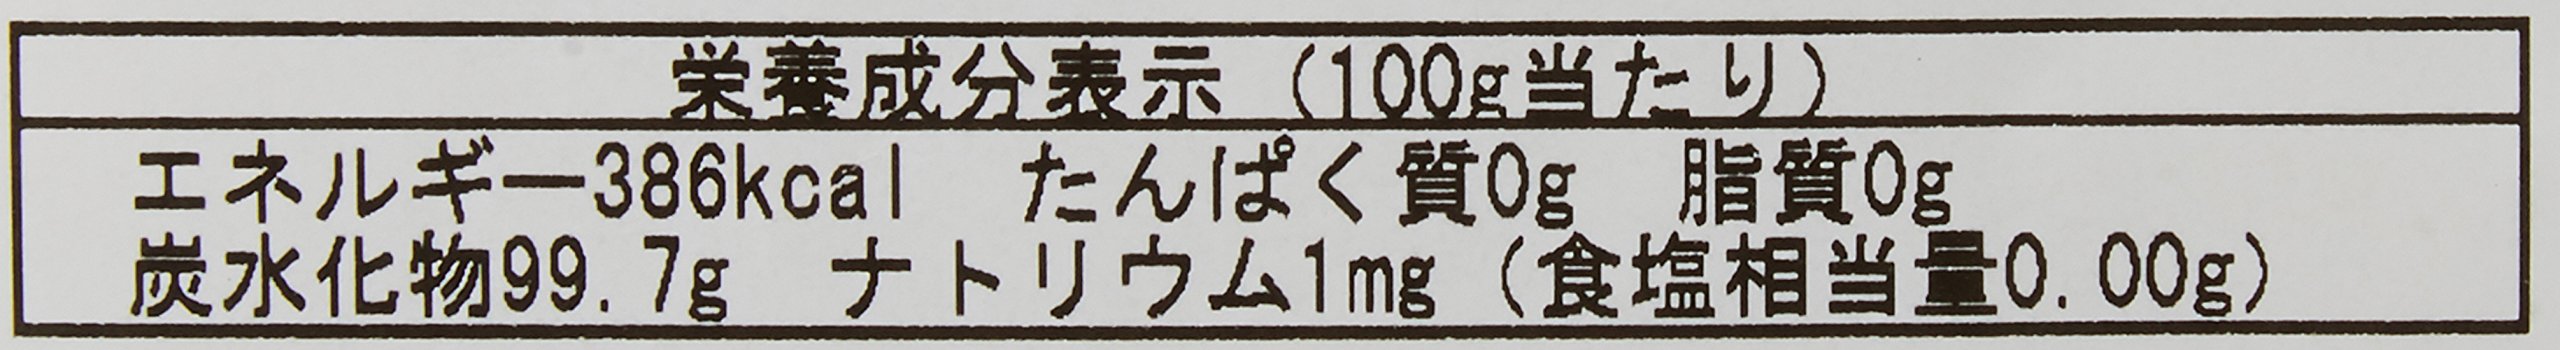 栄養成分表示（100g当たり）
エネルギー386kcal　たんぱく質0g　脂質0g
炭水化物99.7g　ナトリウム1mg（食塩相当量0.00g）